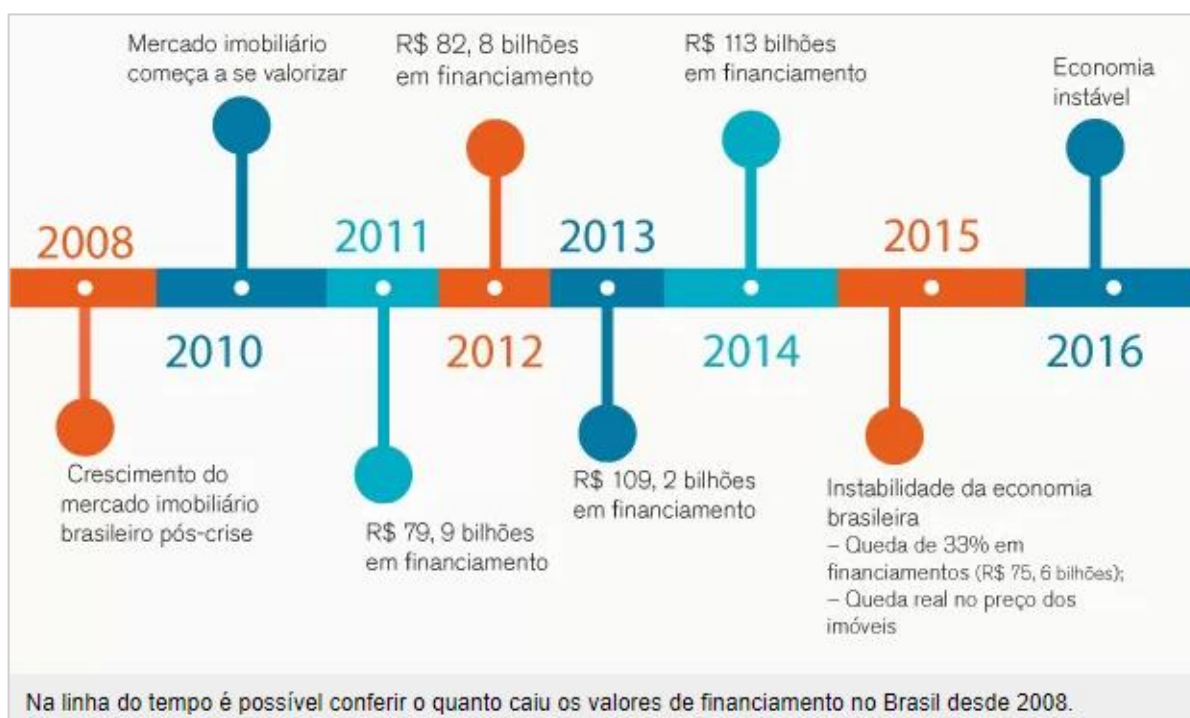 Mercado imobiliário
começa a se valorizar
R$ 82, 8 bilhões
em financiamento
R$ 113 bilhões
em financiamento
Economia
instável
2008
2011
2013
2015
2010
2012
2014
2016
Crescimento do
mercado imobiliário
brasileiro pós-crise
R$ 79, 9 bilhões
em financiamento
R$ 109, 2 bilhões
em financiamento
Instabilidade da economia
brasileira
– Queda de 33% em
financiamentos (R$ 75, 6 bilhões);
– Queda real no preço dos
imóveis
Na linha do tempo é possível conferir o quanto caiu os valores de financiamento no Brasil desde 2008.